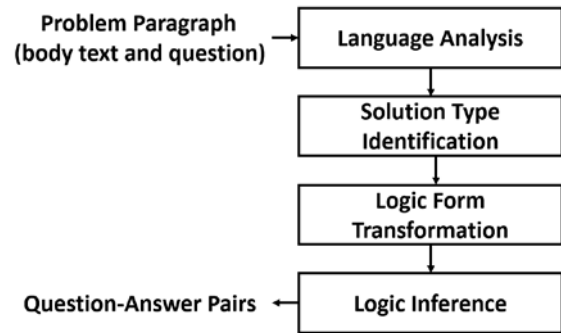 Problem Paragraph
(body text and question)
Language Analysis
Solution Type
Identification
Logic Form
Transformation
Logic Inference
Question-Answer Pairs